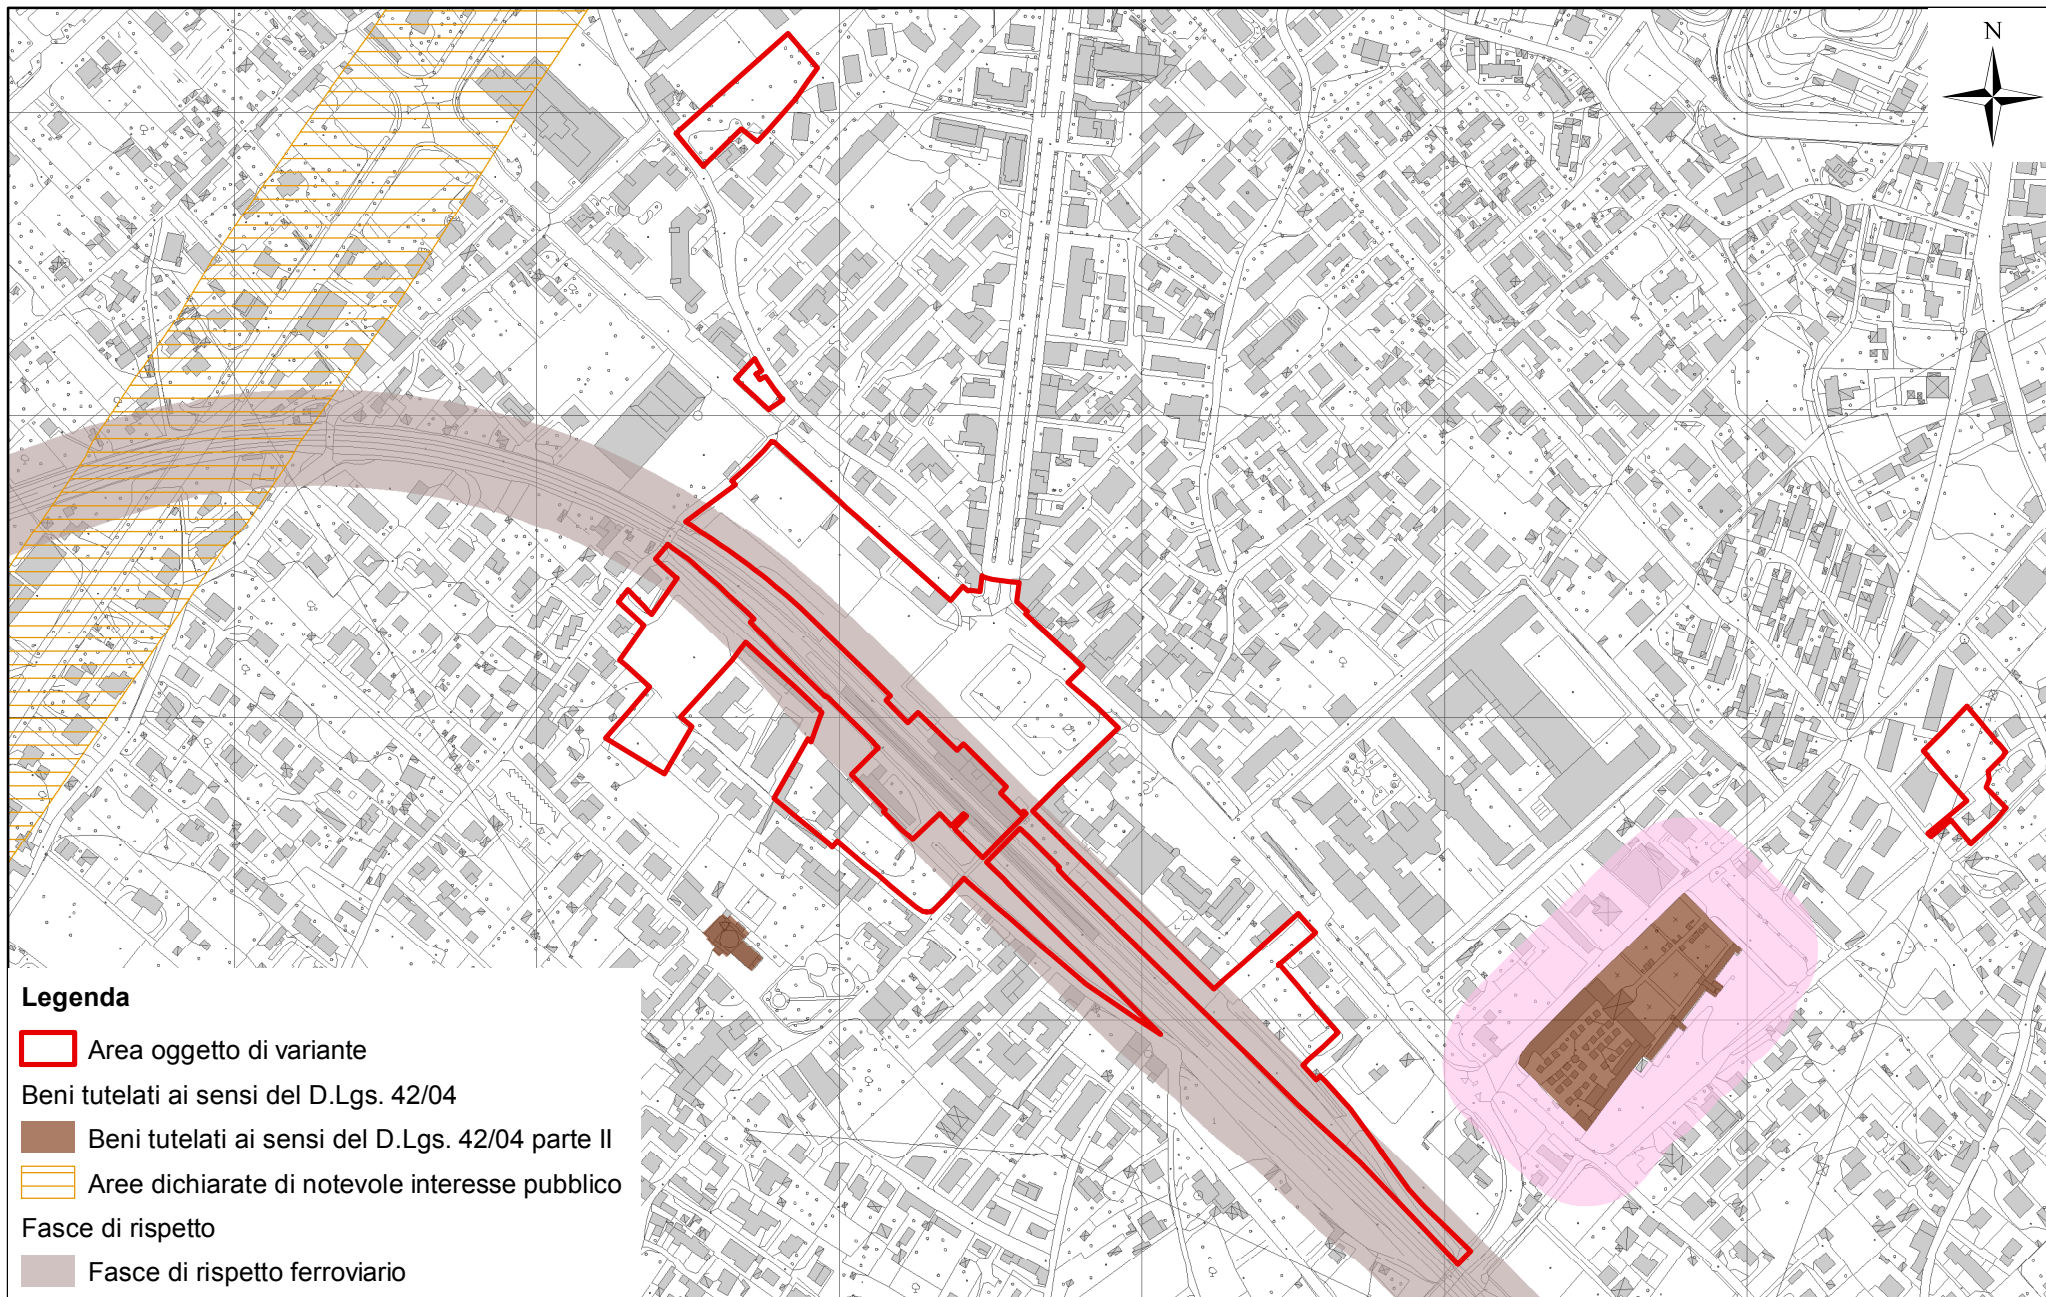 N
Legenda
Area oggetto di variante
Beni tutelati ai sensi del D.Lgs. 42/04
Beni tutelati ai sensi del D.Lgs. 42/04 parte II
Aree dichiarate di notevole interesse pubblico
Fasce di rispetto
Fasce di rispetto ferroviario